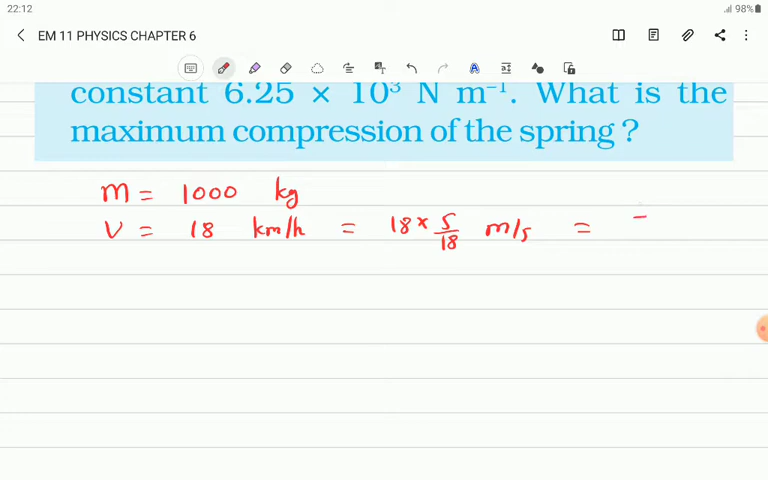 22:12 98%
EM 11 PHYSICS CHAPTER 6
constant 6.25 × 10³ N m⁻¹. What is the
maximum compression of the spring ?
m = 1000 kg
v = 18 km/h = 18 × 5/18 m/s =